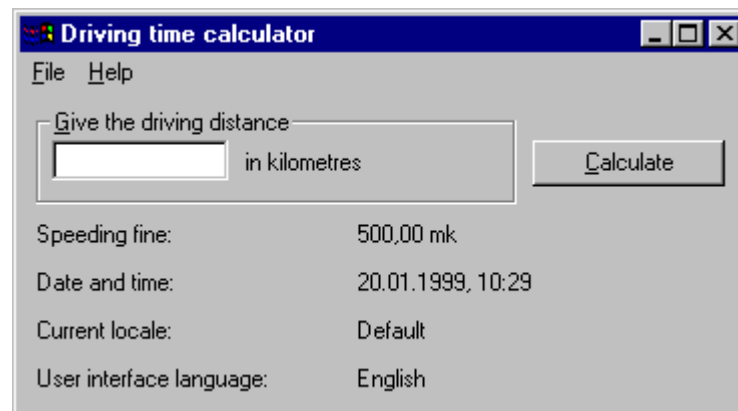 Driving time calculator
File Help
Give the driving distance
in kilometres
Calculate
Speeding fine: 500,00 mk
Date and time: 20.01.1999, 10:29
Current locale: Default
User interface language: English